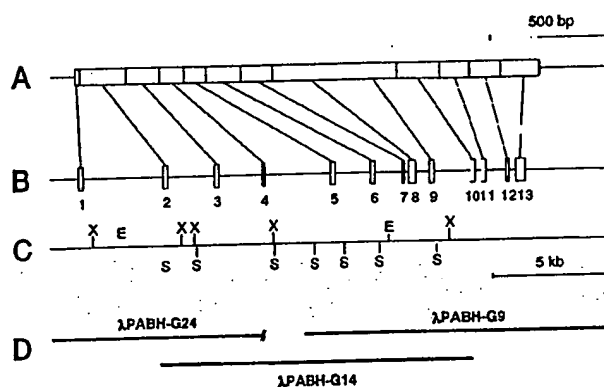 500 bp
A
B
1 2 3 4 5 6 7 8 9 10 11 12 13
X E X X X E X
C
S S S S S S S
5 kb
λPABH-G24 λPABH-G9
D
λPABH-G14